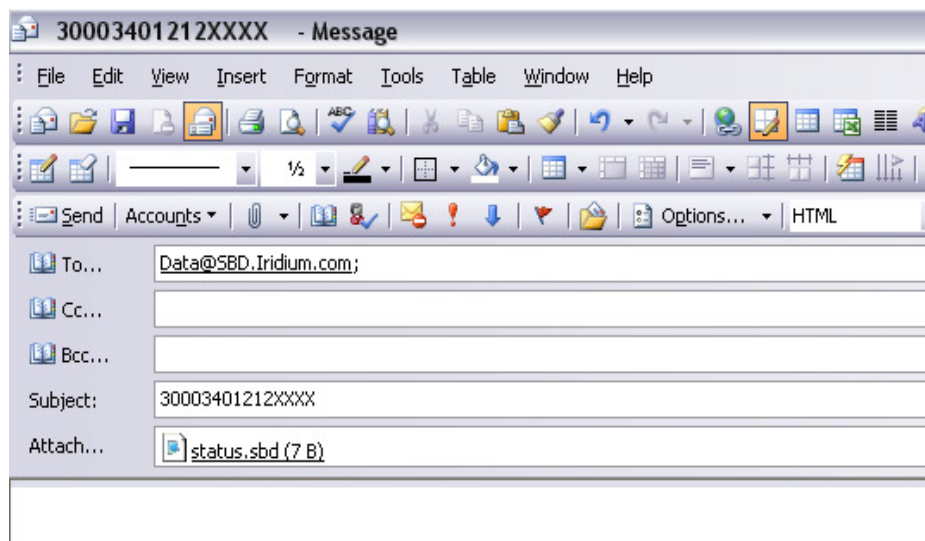 30003401212XXXX - Message
File Edit View Insert Format Tools Table Window Help
ABC
½
Send Accounts Options... HTML
To... Data@SBD.Iridium.com;
Cc...
Bcc...
Subject: 30003401212XXXX
Attach... status.sbd (7 B)